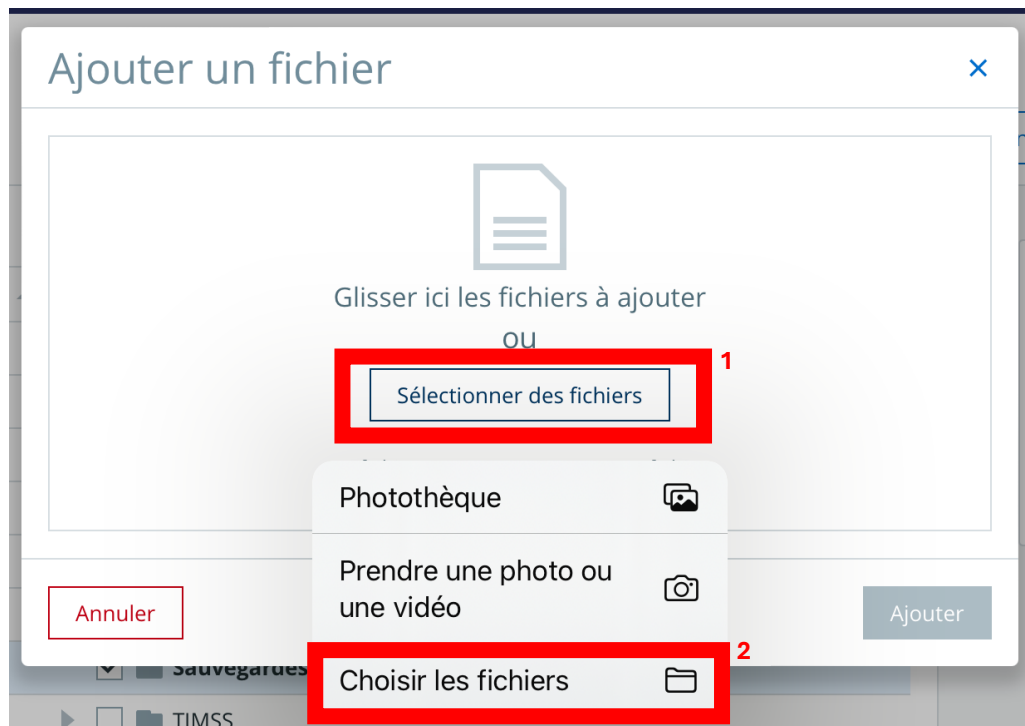 Ajouter un fichier
Glisser ici les fichiers à ajouter
ou
1
Sélectionner des fichiers
Photothèque
Prendre une photo ou
une vidéo
Annuler
Ajouter
2
Choisir les fichiers
Sauvegardes
TIMSS